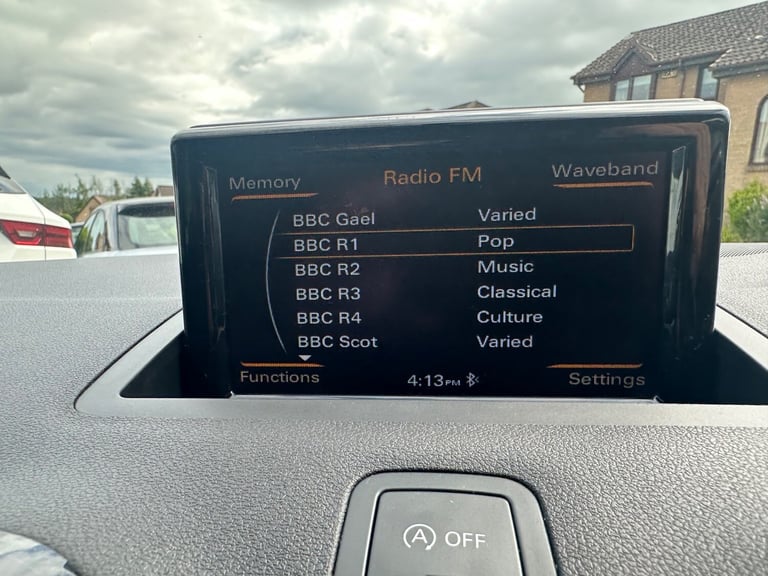 Memory Radio FM Waveband
BBC Gael Varied
BBC R1 Pop
BBC R2 Music
BBC R3 Classical
BBC R4 Culture
BBC Scot Varied
Functions 4:13PM Settings
A OFF